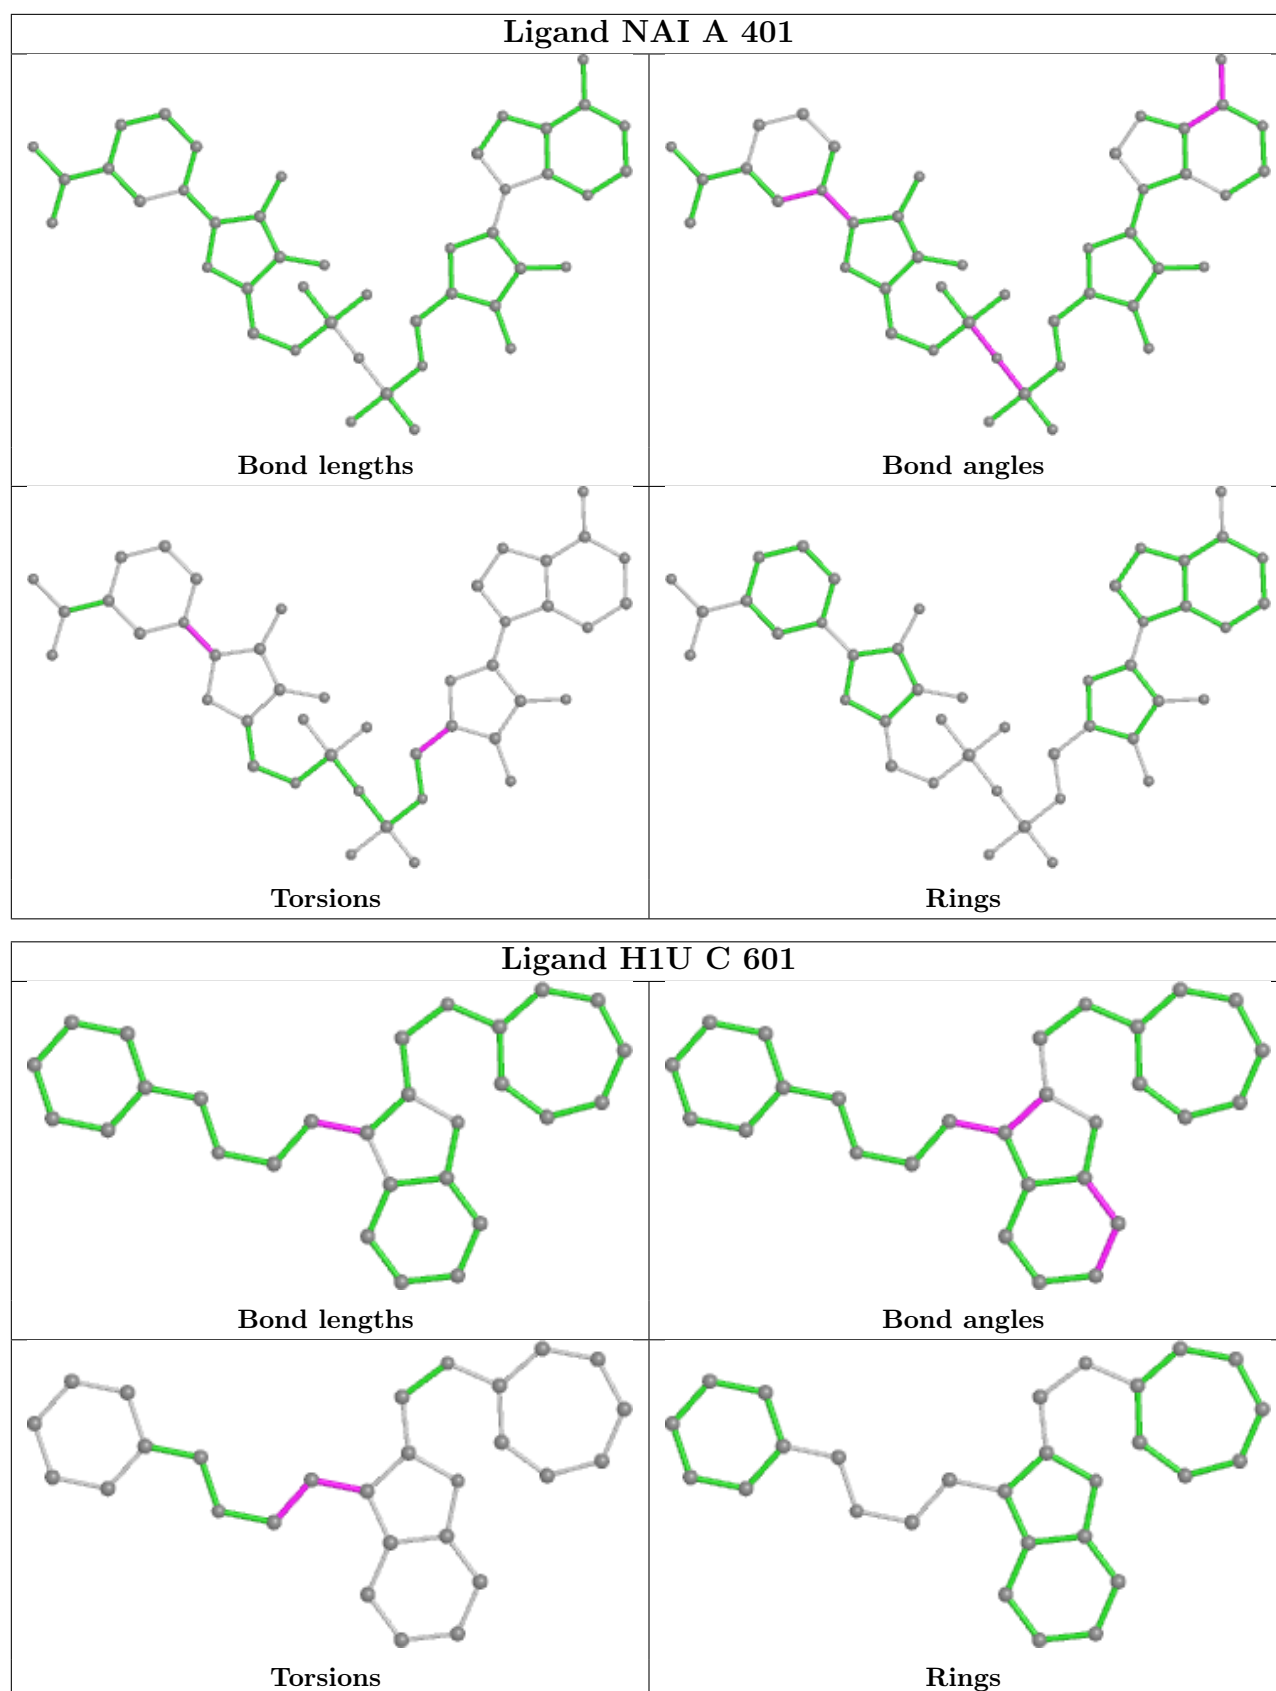 Ligand NAI A 401
Bond lengths
Bond angles
Torsions
Rings
Ligand H1U C 601
Bond lengths
Bond angles
Torsions
Rings